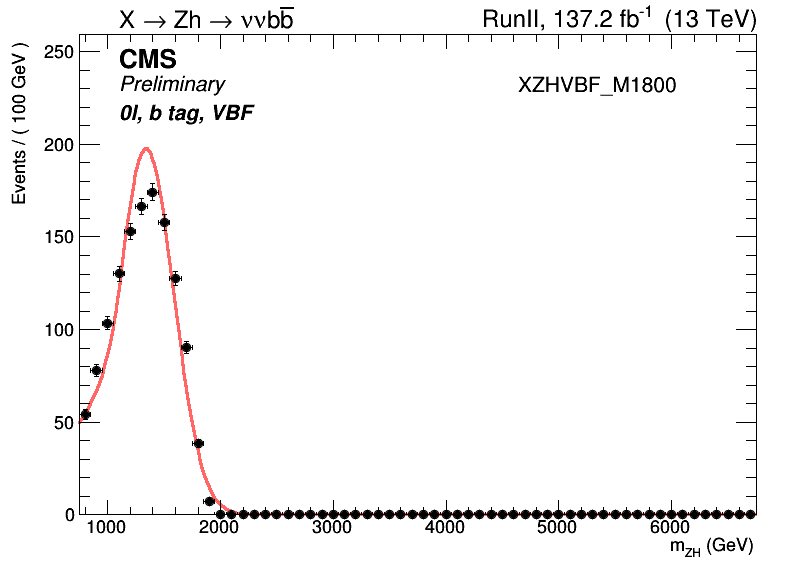 X → Zh → ννbb̅
RunII, 137.2 fb⁻¹ (13 TeV)
CMS
Preliminary
0l, b tag, VBF
XZHVBF_M1800
Events / ( 100 GeV )
250
200
150
100
50
0
1000 2000 3000 4000 5000 6000
m_ZH (GeV)